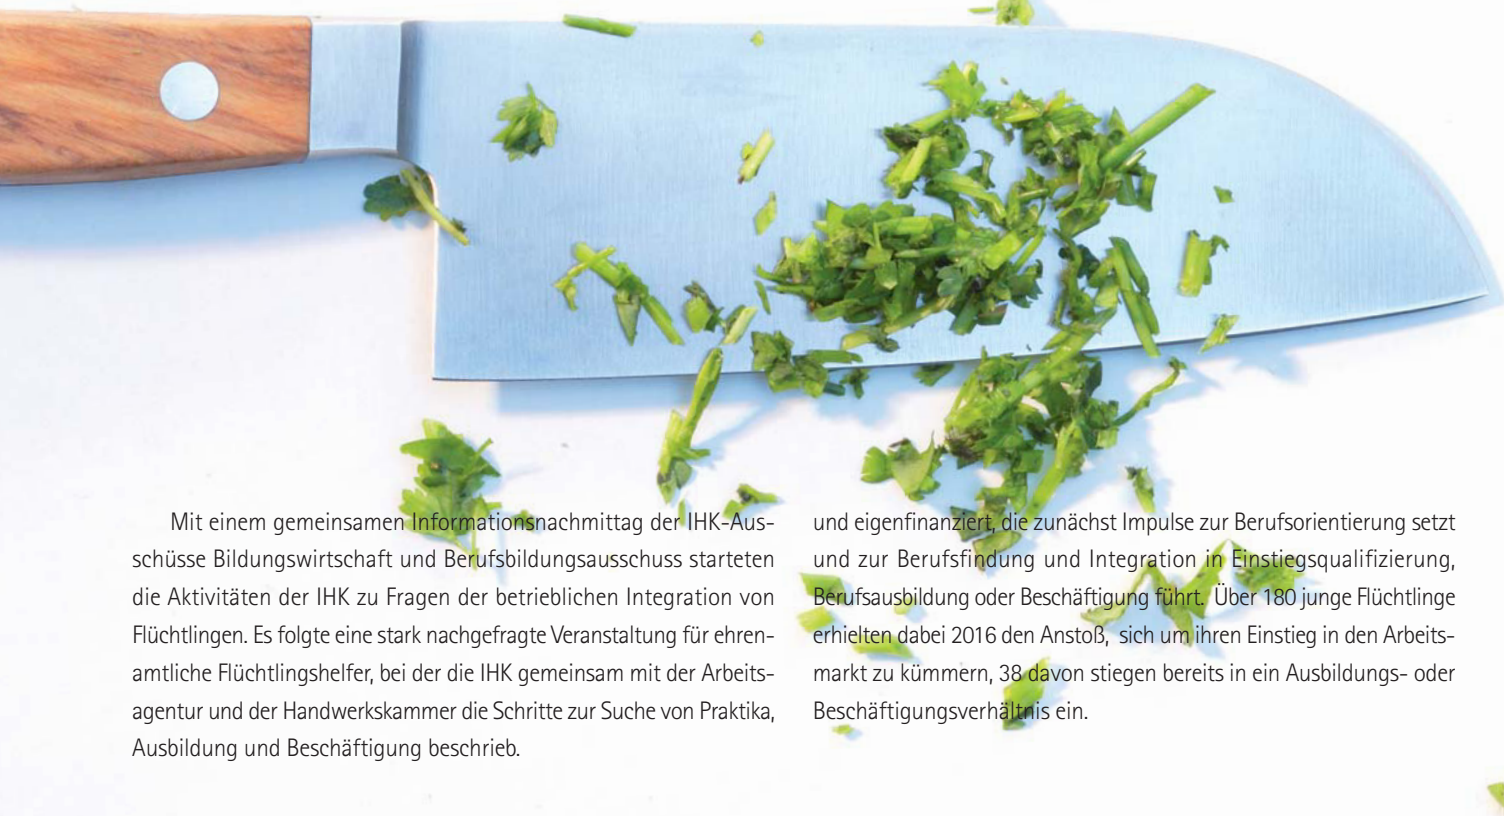 Mit einem gemeinsamen Informationsnachmittag der IHK-Aus-
schüsse Bildungswirtschaft und Berufsbildungsausschuss starteten
die Aktivitäten der IHK zu Fragen der betrieblichen Integration von
Flüchtlingen. Es folgte eine stark nachgefragte Veranstaltung für ehren-
amtliche Flüchtlingshelfer, bei der die IHK gemeinsam mit der Arbeits-
agentur und der Handwerkskammer die Schritte zur Suche von Praktika,
Ausbildung und Beschäftigung beschrieb.
und eigenfinanziert, die zunächst Impulse zur Berufsorientierung setzt
und zur Berufsfindung und Integration in Einstiegsqualifizierung,
Berufsausbildung oder Beschäftigung führt. Über 180 junge Flüchtlinge
erhielten dabei 2016 den Anstoß, sich um ihren Einstieg in den Arbeits-
markt zu kümmern, 38 davon stiegen bereits in ein Ausbildungs- oder
Beschäftigungsverhältnis ein.